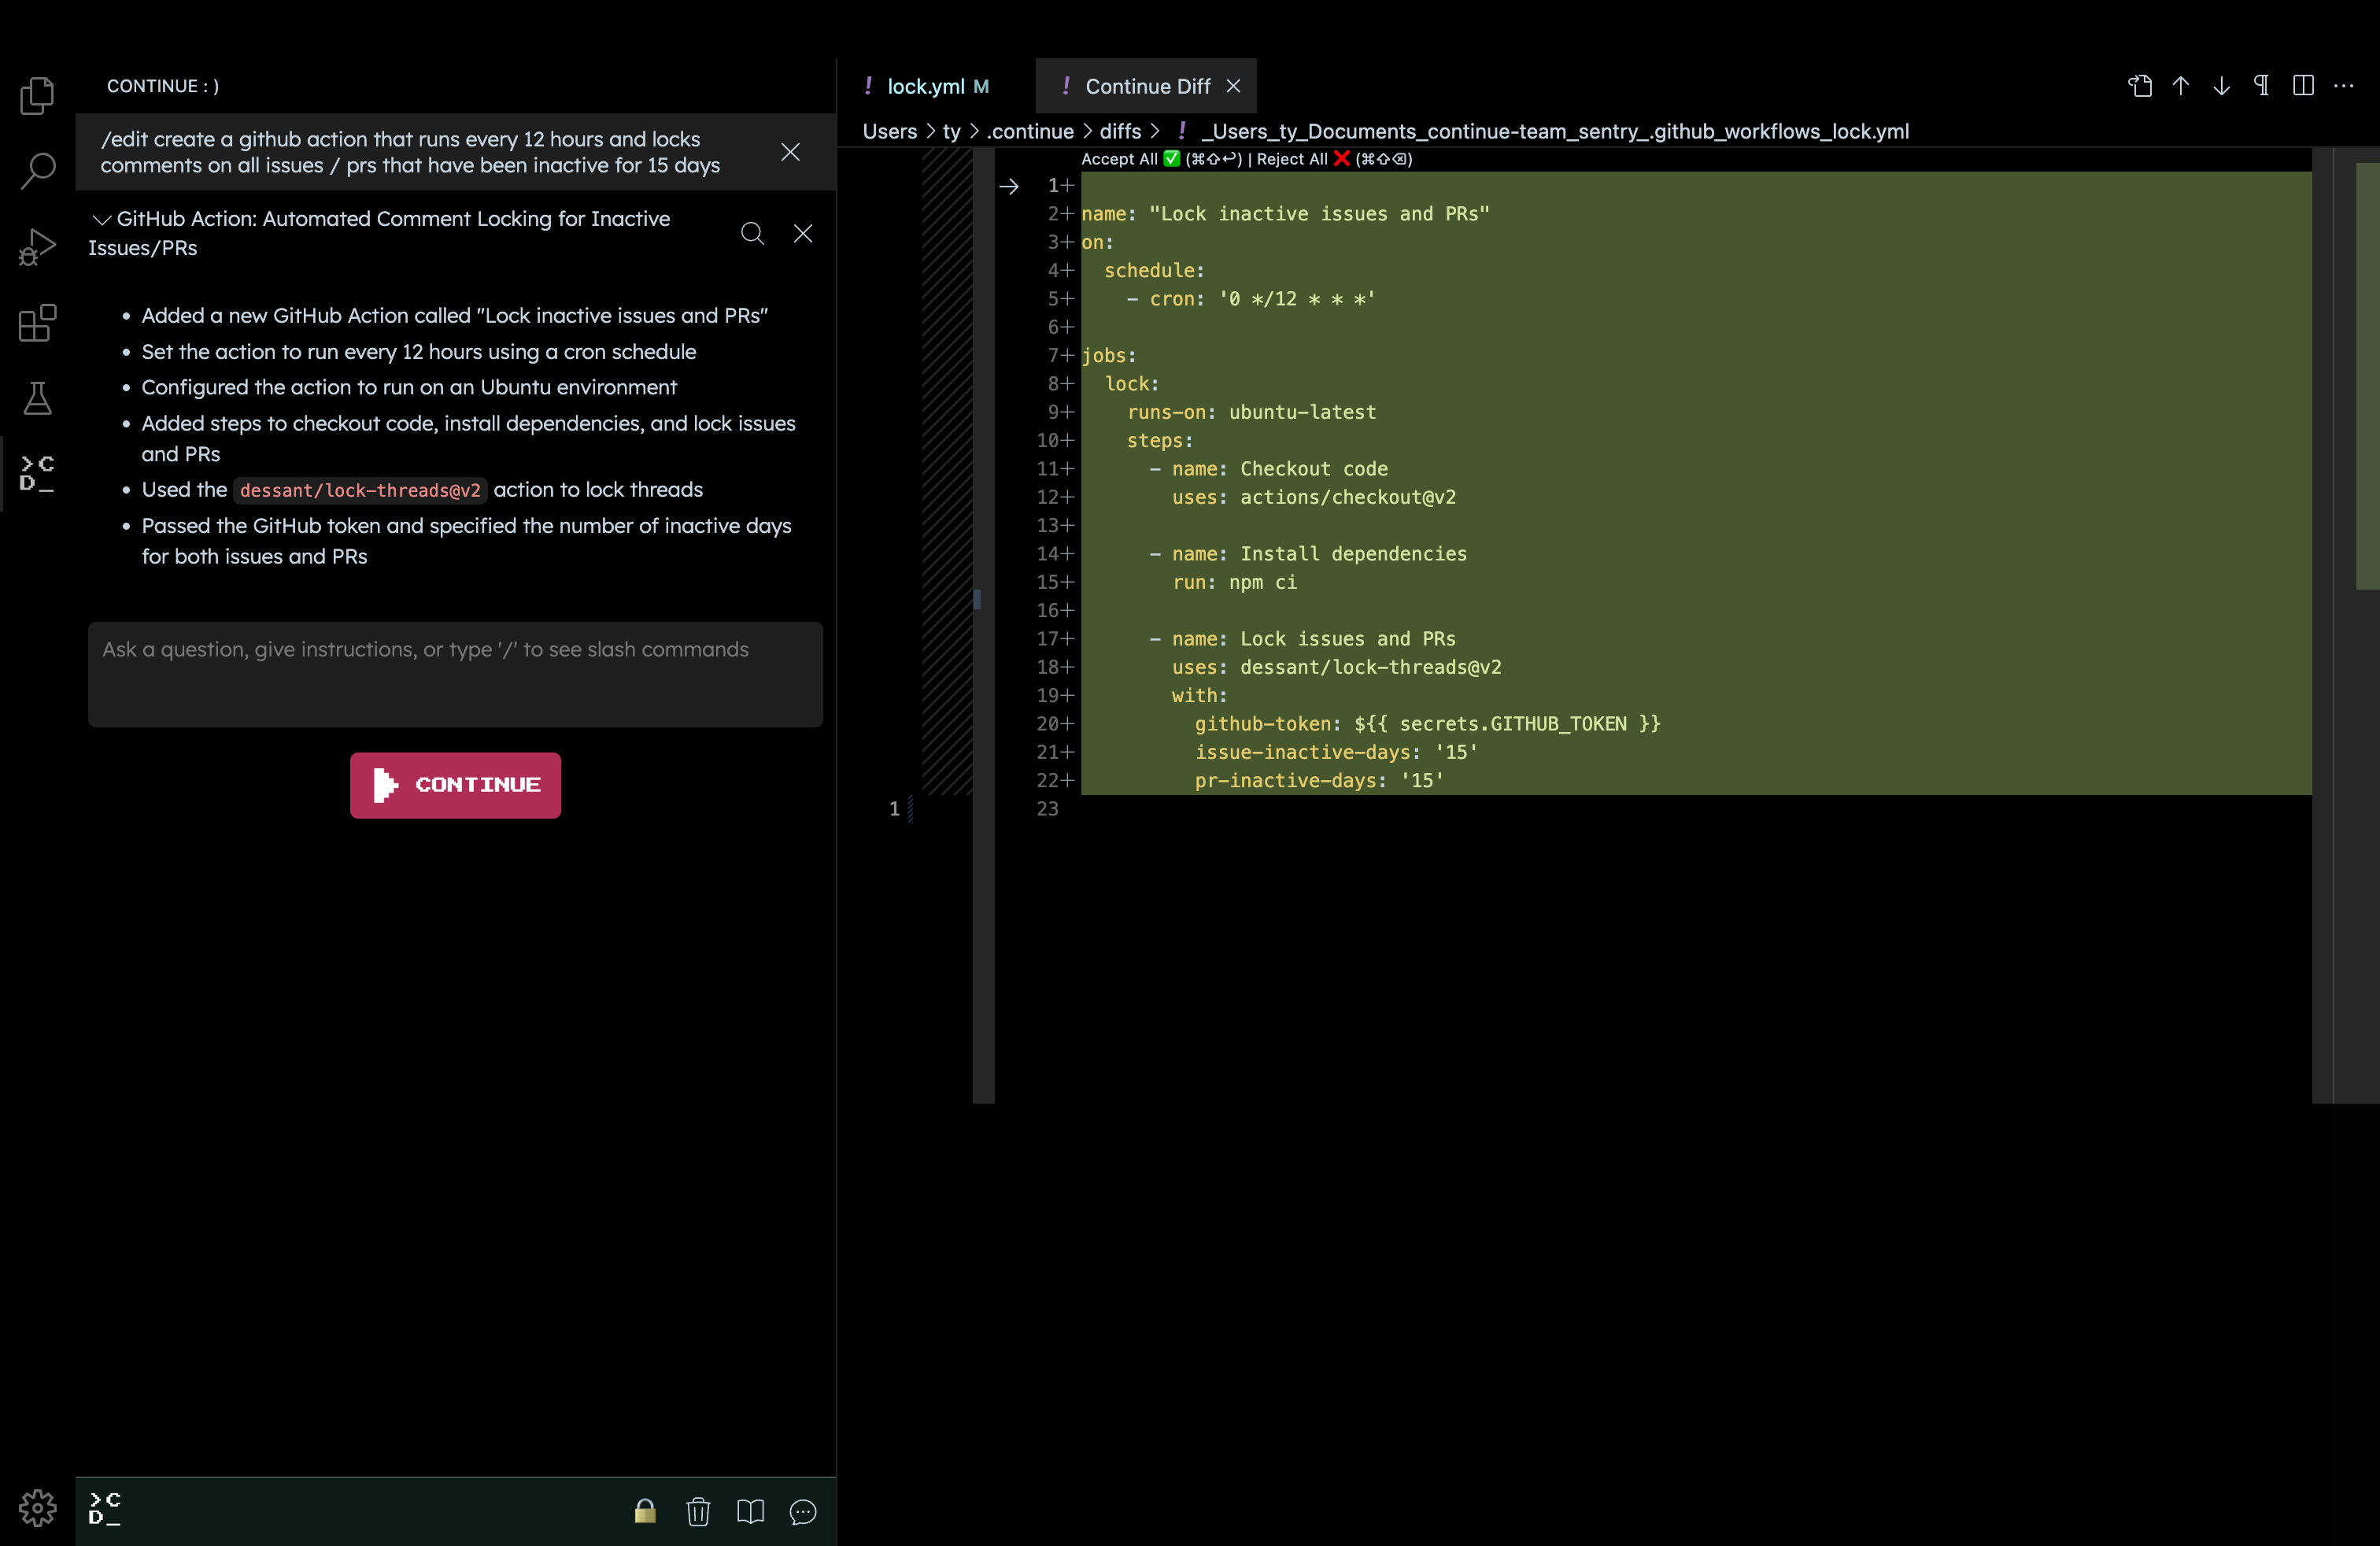 CONTINUE : )
/edit create a github action that runs every 12 hours and locks
comments on all issues / prs that have been inactive for 15 days
GitHub Action: Automated Comment Locking for Inactive
Issues/PRs
• Added a new GitHub Action called "Lock inactive issues and PRs"
• Set the action to run every 12 hours using a cron schedule
• Configured the action to run on an Ubuntu environment
• Added steps to checkout code, install dependencies, and lock issues
and PRs
• Used the dessant/lock-threads@v2 action to lock threads
• Passed the GitHub token and specified the number of inactive days
for both issues and PRs
Ask a question, give instructions, or type '/' to see slash commands
CONTINUE
>C
D_
>C
D_
! lock.yml M
! Continue Diff
Users > ty > .continue > diffs > ! _Users_ty_Documents_continue-team_sentry_.github_workflows_lock.yml
Accept All ✅ (⌘⇧↩) | Reject All ❌ (⌘⇧⌫)
1+
2+ name: "Lock inactive issues and PRs"
3+ on:
4+   schedule:
5+     - cron: '0 */12 * * *'
6+
7+ jobs:
8+   lock:
9+     runs-on: ubuntu-latest
10+     steps:
11+       - name: Checkout code
12+         uses: actions/checkout@v2
13+
14+       - name: Install dependencies
15+         run: npm ci
16+
17+       - name: Lock issues and PRs
18+         uses: dessant/lock-threads@v2
19+         with:
20+           github-token: ${{ secrets.GITHUB_TOKEN }}
21+           issue-inactive-days: '15'
22+           pr-inactive-days: '15'
1 23